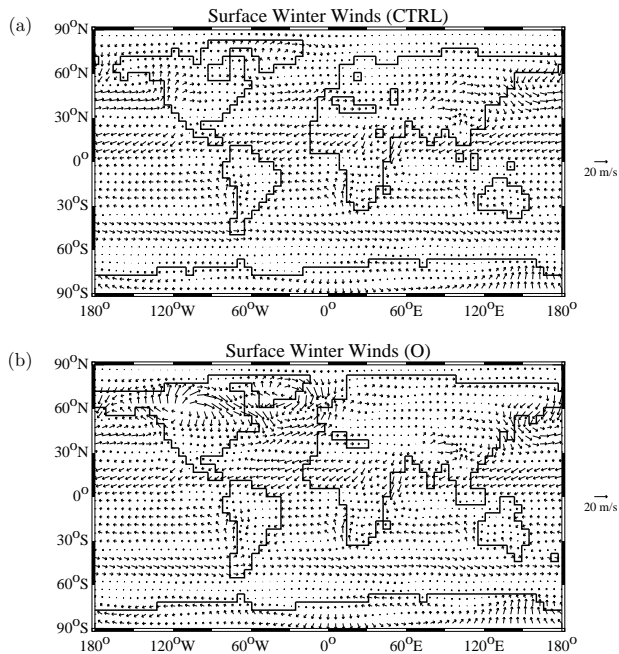 (a)
Surface Winter Winds (CTRL)
90°N
60°N
30°N
0°
30°S
60°S
90°S
180° 120°W 60°W 0° 60°E 120°E 180°
20 m/s
(b)
Surface Winter Winds (O)
90°N
60°N
30°N
0°
30°S
60°S
90°S
180° 120°W 60°W 0° 60°E 120°E 180°
20 m/s